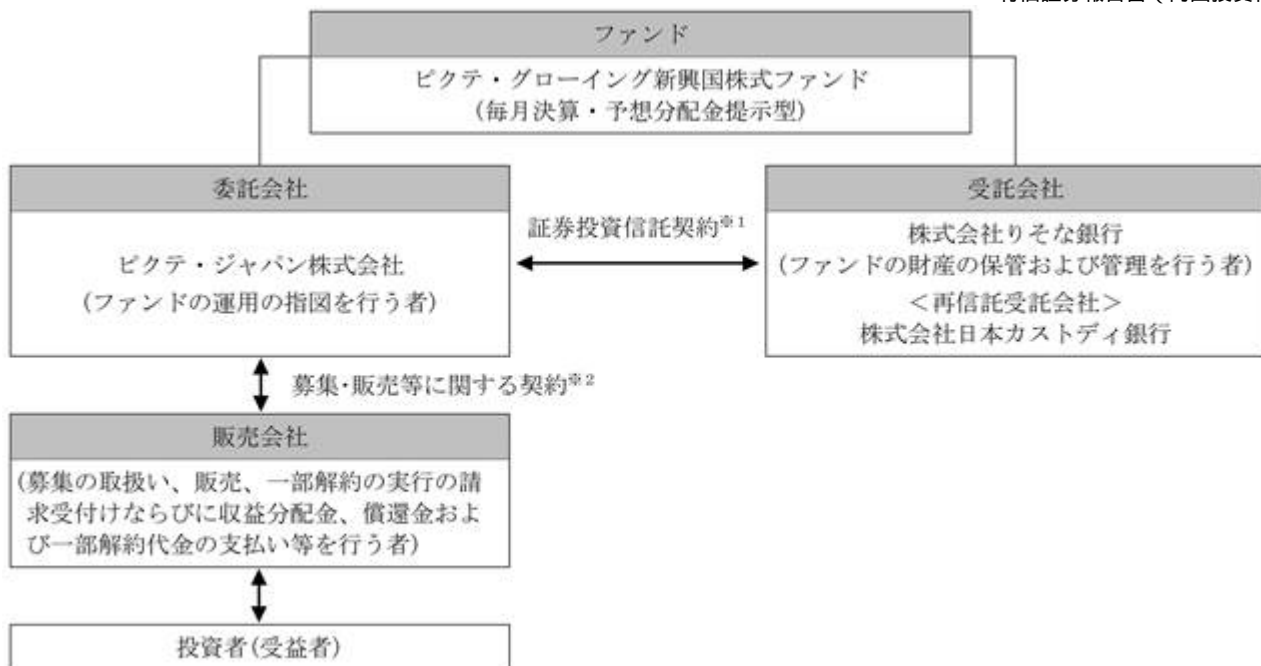 ファンド
ピクテ・グローイング新興国株式ファンド
(毎月決算・予想分配金提示型)
委託会社
ピクテ・ジャパン株式会社
(ファンドの運用の指図を行う者)
証券投資信託契約※1
受託会社
株式会社りそな銀行
(ファンドの財産の保管および管理を行う者)
<再信託受託会社>
株式会社日本カストディ銀行
募集･販売等に関する契約※2
販売会社
(募集の取扱い、販売、一部解約の実行の請
求受付けならびに収益分配金、償還金およ
び一部解約代金の支払い等を行う者)
投資者(受益者)